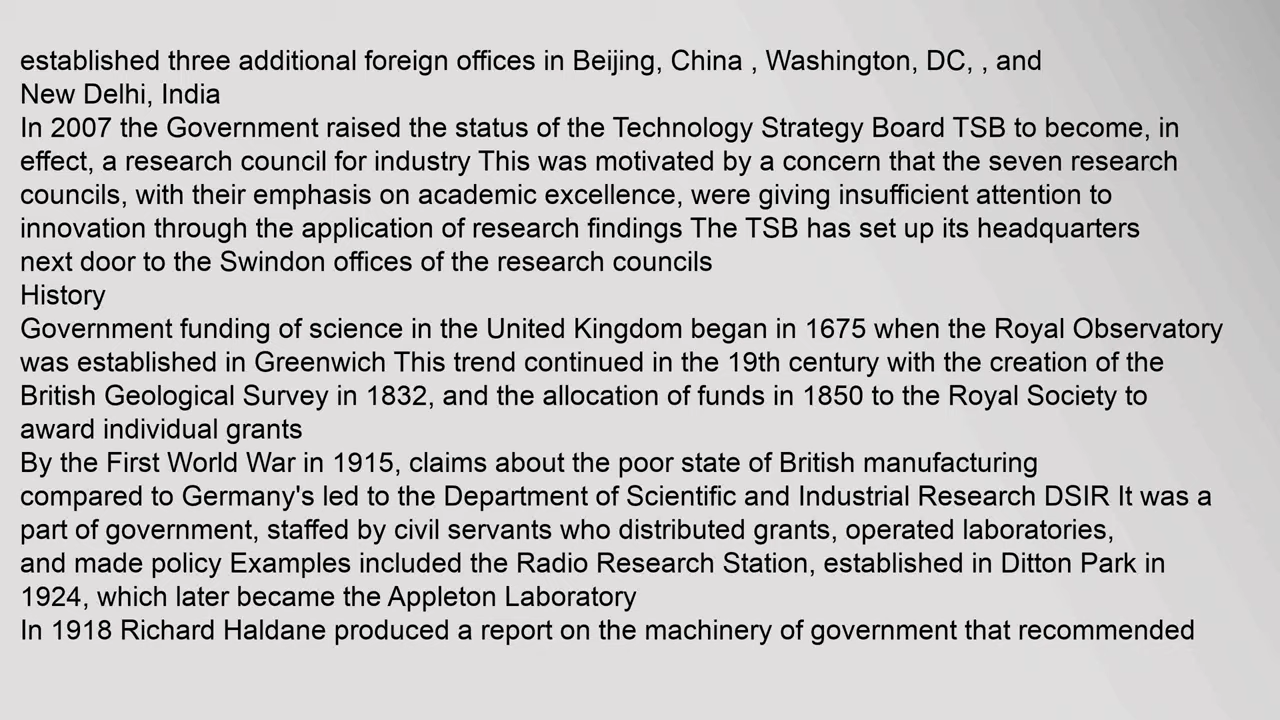 established three additional foreign offices in Beijing, China , Washington, DC, , and
New Delhi, India
In 2007 the Government raised the status of the Technology Strategy Board TSB to become, in
effect, a research council for industry This was motivated by a concern that the seven research
councils, with their emphasis on academic excellence, were giving insufficient attention to
innovation through the application of research findings The TSB has set up its headquarters
next door to the Swindon offices of the research councils
History
Government funding of science in the United Kingdom began in 1675 when the Royal Observatory
was established in Greenwich This trend continued in the 19th century with the creation of the
British Geological Survey in 1832, and the allocation of funds in 1850 to the Royal Society to
award individual grants
By the First World War in 1915, claims about the poor state of British manufacturing
compared to Germany's led to the Department of Scientific and Industrial Research DSIR It was a
part of government, staffed by civil servants who distributed grants, operated laboratories,
and made policy Examples included the Radio Research Station, established in Ditton Park in
1924, which later became the Appleton Laboratory
In 1918 Richard Haldane produced a report on the machinery of government that recommended